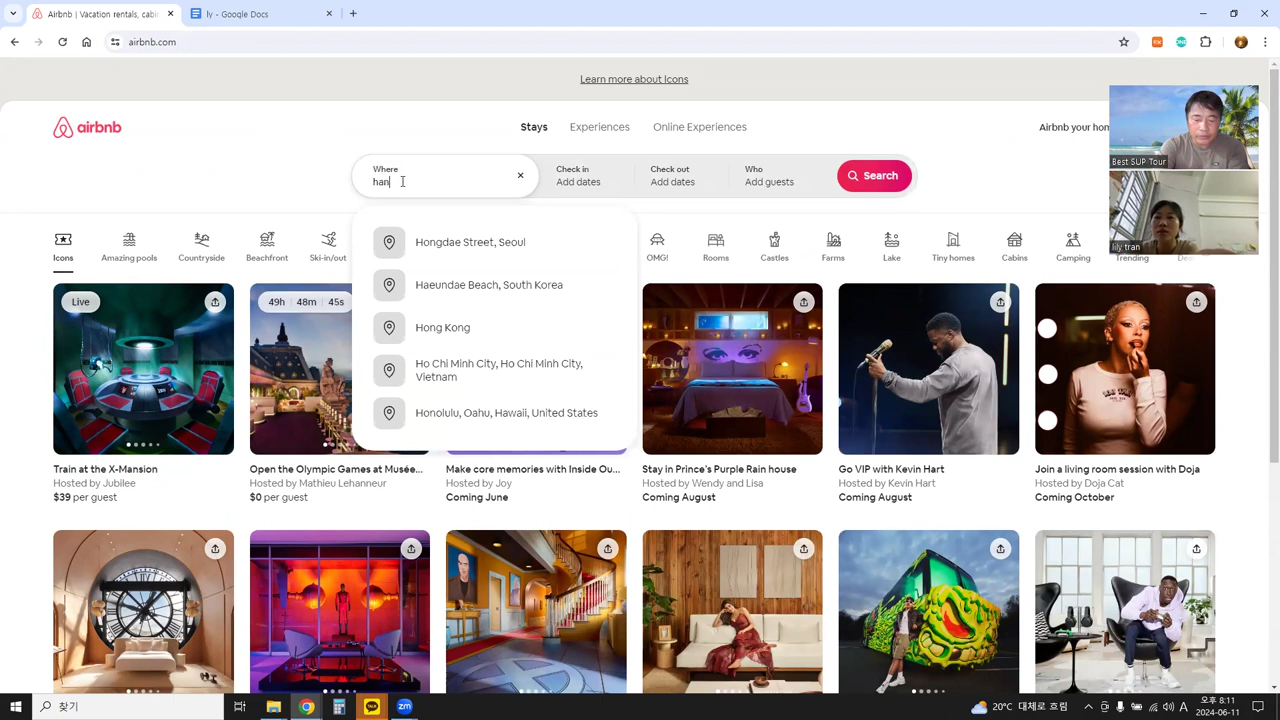 Airbnb | Vacation rentals, cabi
ly - Google Docs
airbnb.com
Learn more about Icons
airbnb
Stays
Experiences
Online Experiences
Airbnb your hom
Where
han
Check in
Add dates
Check out
Add dates
Who
Add guests
Search
Best SUP Tour
lily tran
Icons
Amazing pools
Countryside
Beachfront
Ski-in/out
OMG!
Rooms
Castles
Farms
Lake
Tiny homes
Cabins
Camping
Trending
Hongdae Street, Seoul
Haeundae Beach, South Korea
Hong Kong
Ho Chi Minh City, Ho Chi Minh City,
Vietnam
Honolulu, Oahu, Hawaii, United States
Live
49h 48m 45s
Train at the X-Mansion
Hosted by Jubilee
$39 per guest
Open the Olympic Games at Musée...
Hosted by Mathieu Lehanneur
$0 per guest
Make core memories with Inside Ou...
Hosted by Joy
Coming June
Stay in Prince's Purple Rain house
Hosted by Wendy and Lisa
Coming August
Go VIP with Kevin Hart
Hosted by Kevin Hart
Coming August
Join a living room session with Doja
Hosted by Doja Cat
Coming October
찾기
TALK
zm
20°C 대체로 흐림
A
오후 8:11
2024-06-11